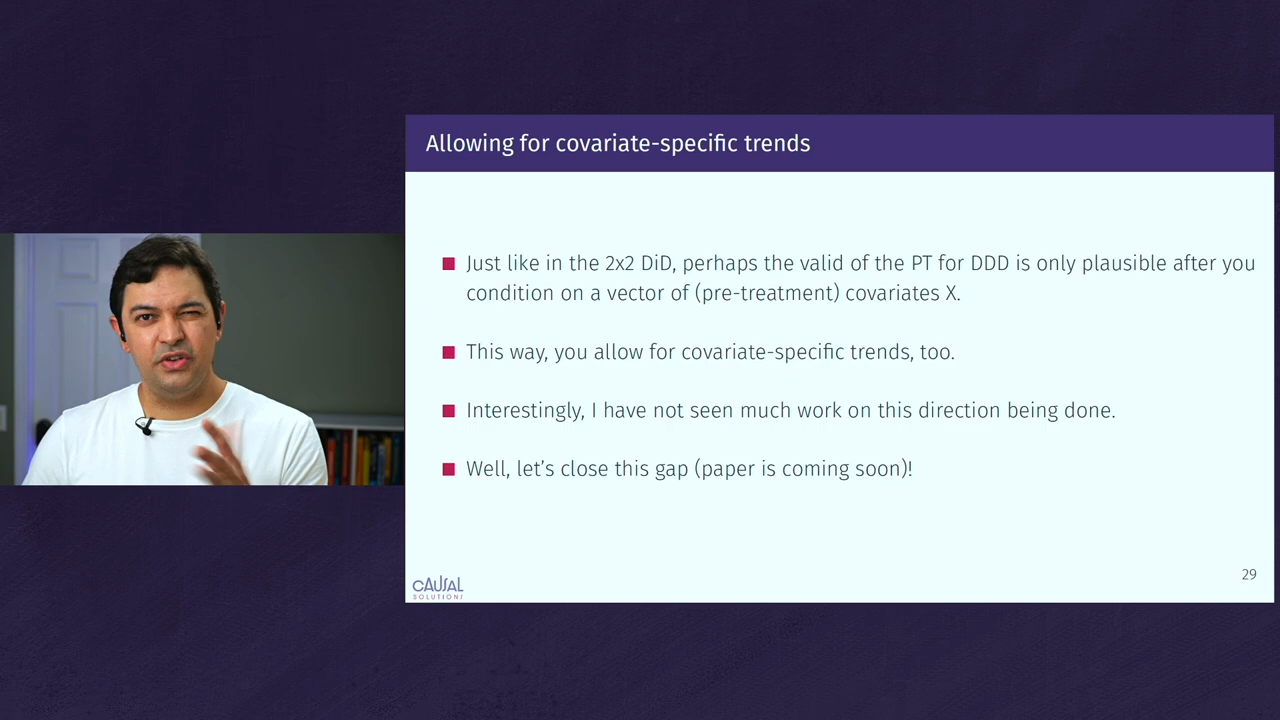 Allowing for covariate-specific trends
■ Just like in the 2x2 DiD, perhaps the valid of the PT for DDD is only plausible after you
condition on a vector of (pre-treatment) covariates X.
■ This way, you allow for covariate-specific trends, too.
■ Interestingly, I have not seen much work on this direction being done.
■ Well, let's close this gap (paper is coming soon)!
29
CAUSAL
SOLUTIONS